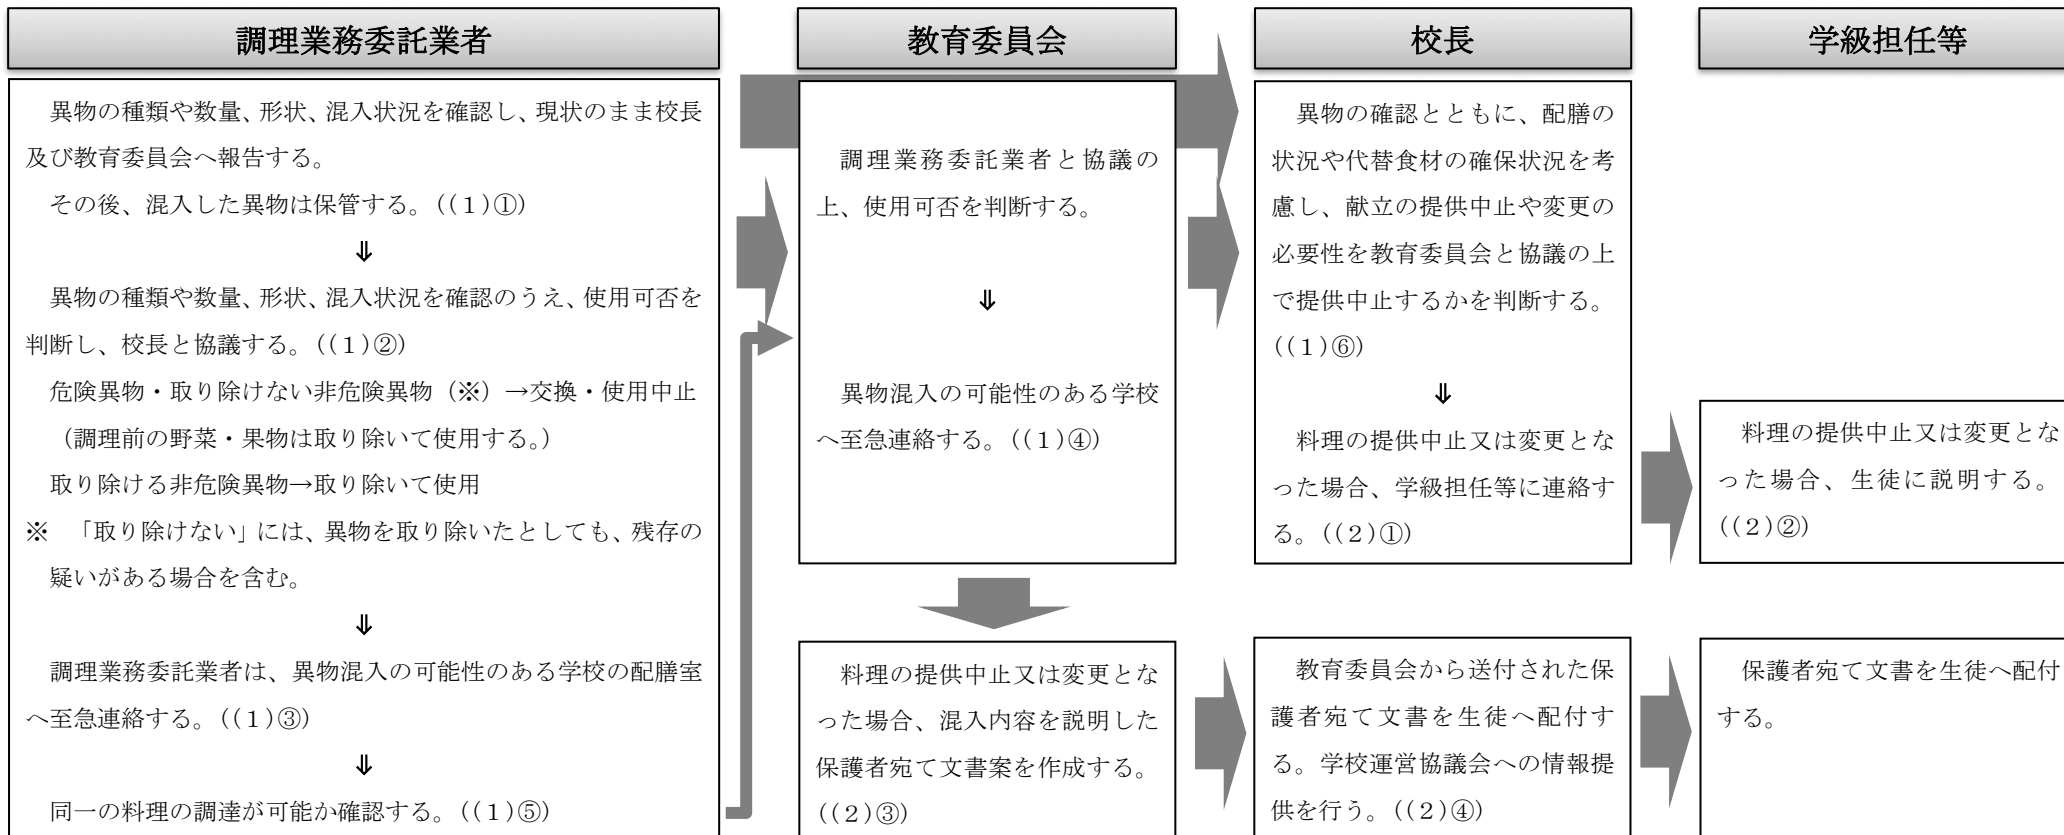 調理業務委託業者
異物の種類や数量、形状、混入状況を確認し、現状のまま校長
及び教育委員会へ報告する。
その後、混入した異物は保管する。((1)①)
⇓
異物の種類や数量、形状、混入状況を確認のうえ、使用可否を
判断し、校長と協議する。((1)②)
危険異物・取り除けない非危険異物(※)→交換・使用中止
(調理前の野菜・果物は取り除いて使用する。)
取り除ける非危険異物→取り除いて使用
※ 「取り除けない」には、異物を取り除いたとしても、残存の
疑いがある場合を含む。
⇓
調理業務委託業者は、異物混入の可能性のある学校の配膳室
へ至急連絡する。((1)③)
⇓
同一の料理の調達が可能か確認する。((1)⑤)
教育委員会
調理業務委託業者と協議の
上、使用可否を判断する。
⇓
異物混入の可能性のある学校
へ至急連絡する。((1)④)
料理の提供中止又は変更とな
った場合、混入内容を説明した
保護者宛て文書案を作成する。
((2)③)
校長
異物の確認とともに、配膳の
状況や代替食材の確保状況を考
慮し、献立の提供中止や変更の
必要性を教育委員会と協議の上
で提供中止するかを判断する。
((1)⑥)
⇓
料理の提供中止又は変更とな
った場合、学級担任等に連絡す
る。((2)①)
教育委員会から送付された保
護者宛て文書を生徒へ配付す
る。学校運営協議会への情報提
供を行う。((2)④)
学級担任等
料理の提供中止又は変更とな
った場合、生徒に説明する。
((2)②)
保護者宛て文書を生徒へ配付
する。